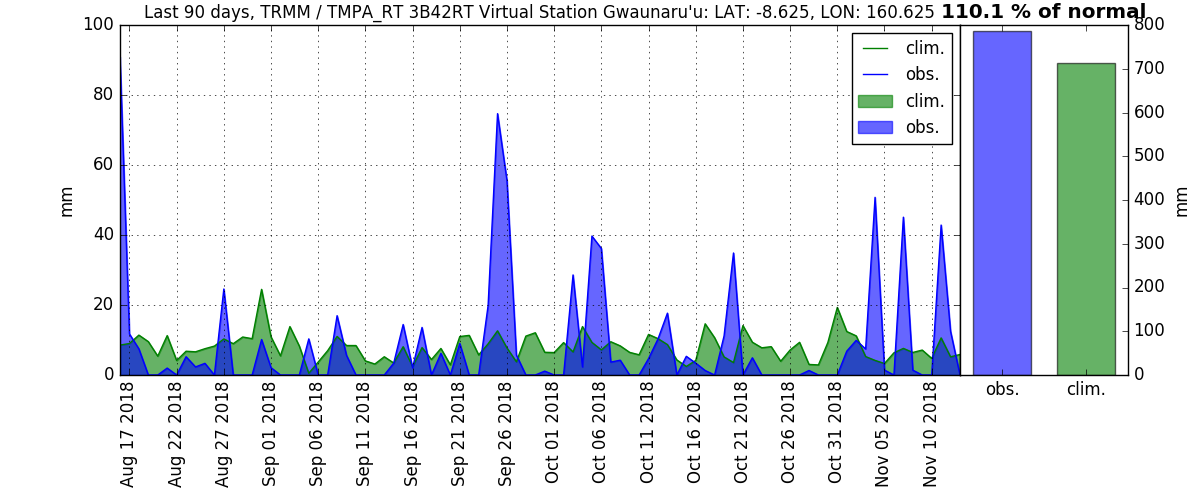 Last 90 days, TRMM / TMPA_RT 3B42RT Virtual Station Gwaunaru'u: LAT: -8.625, LON: 160.625 110.1 % of normal
100
80
60
40
20
0
mm
clim.
obs.
clim.
obs.
Aug 17 2018
Aug 22 2018
Aug 27 2018
Sep 01 2018
Sep 06 2018
Sep 11 2018
Sep 16 2018
Sep 21 2018
Sep 26 2018
Oct 01 2018
Oct 06 2018
Oct 11 2018
Oct 16 2018
Oct 21 2018
Oct 26 2018
Oct 31 2018
Nov 05 2018
Nov 10 2018
obs.
clim.
800
700
600
500
400
300
200
100
0
mm